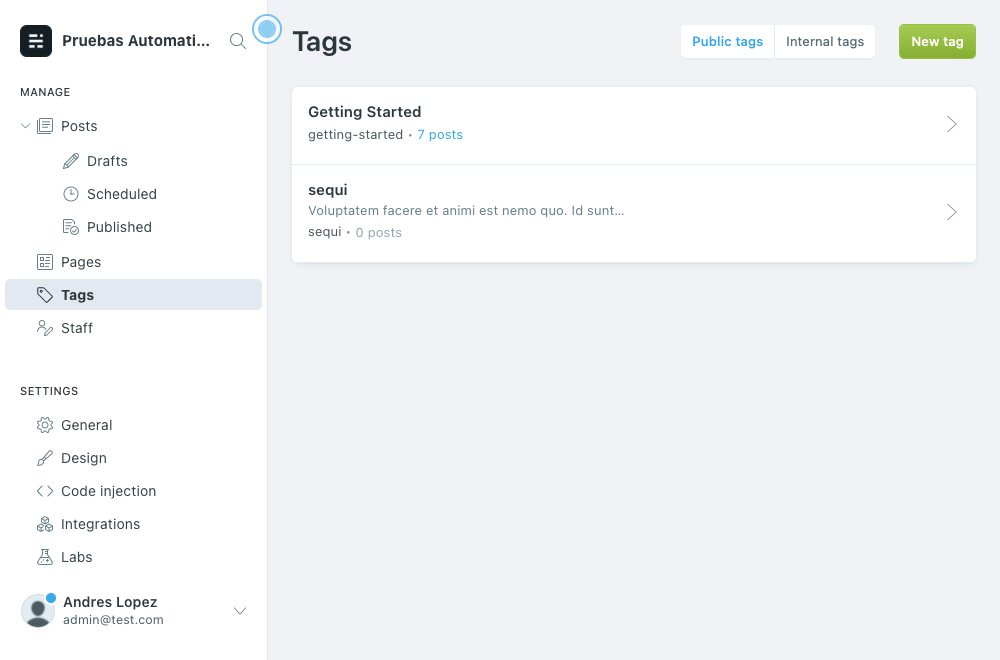 Pruebas Automati...
MANAGE
Posts
Drafts
Scheduled
Published
Pages
Tags
Staff
SETTINGS
General
Design
Code injection
Integrations
Labs
Andres Lopez
admin@test.com
Tags
Public tags
Internal tags
New tag
Getting Started
getting-started • 7 posts
sequi
Voluptatem facere et animi est nemo quo. Id sunt...
sequi • 0 posts